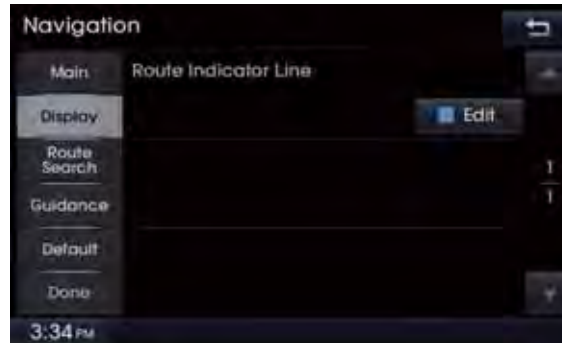 Navigation
Main
Route Indicator Line
Display
Edit
Route
Search
1
1
Guidance
Default
Done
3:34 PM